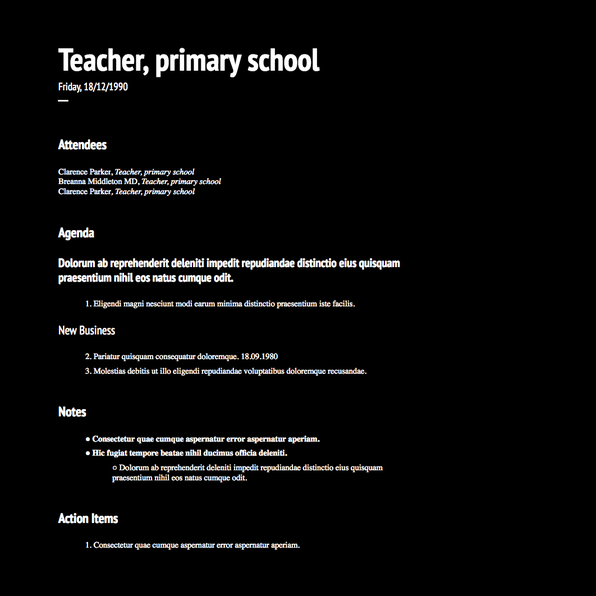 Teacher, primary school
Friday, 18/12/1990
Attendees
Clarence Parker, Teacher, primary school
Breanna Middleton MD, Teacher, primary school
Clarence Parker, Teacher, primary school
Agenda
Dolorum ab reprehenderit deleniti impedit repudiandae distinctio eius quisquam
praesentium nihil eos natus cumque odit.
1. Eligendi magni nesciunt modi earum minima distinctio praesentium iste facilis.
New Business
2. Pariatur quisquam consequatur doloremque. 18.09.1980
3. Molestias debitis ut illo eligendi repudiandae voluptatibus doloremque recusandae.
Notes
● Consectetur quae cumque aspernatur error aspernatur aperiam.
● Hic fugiat tempore beatae nihil ducimus officia deleniti.
○ Dolorum ab reprehenderit deleniti impedit repudiandae distinctio eius quisquam
praesentium nihil eos natus cumque odit.
Action Items
1. Consectetur quae cumque aspernatur error aspernatur aperiam.